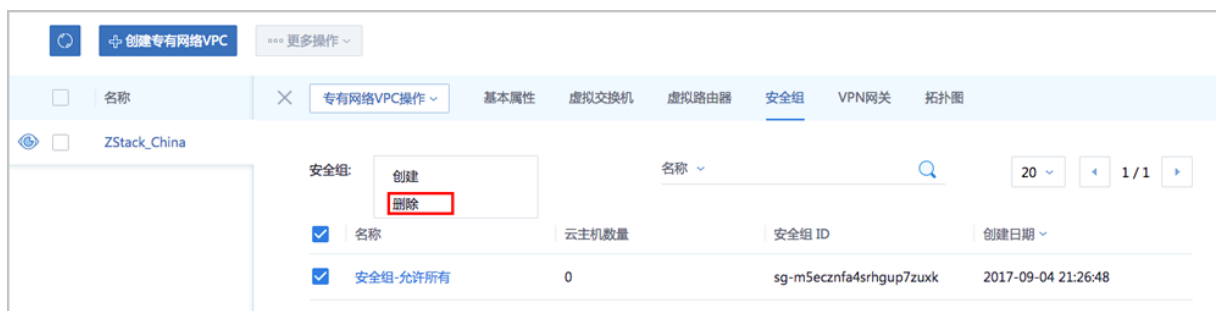 创建专有网络VPC 更多操作
名称 专有网络VPC操作 基本属性 虚拟交换机 虚拟路由器 安全组 VPN网关 拓扑图
ZStack_China
安全组: 创建 名称 20 1 / 1
删除
名称 云主机数量 安全组 ID 创建日期
安全组-允许所有 0 sg-m5ecznfa4srhgup7zuxk 2017-09-04 21:26:48